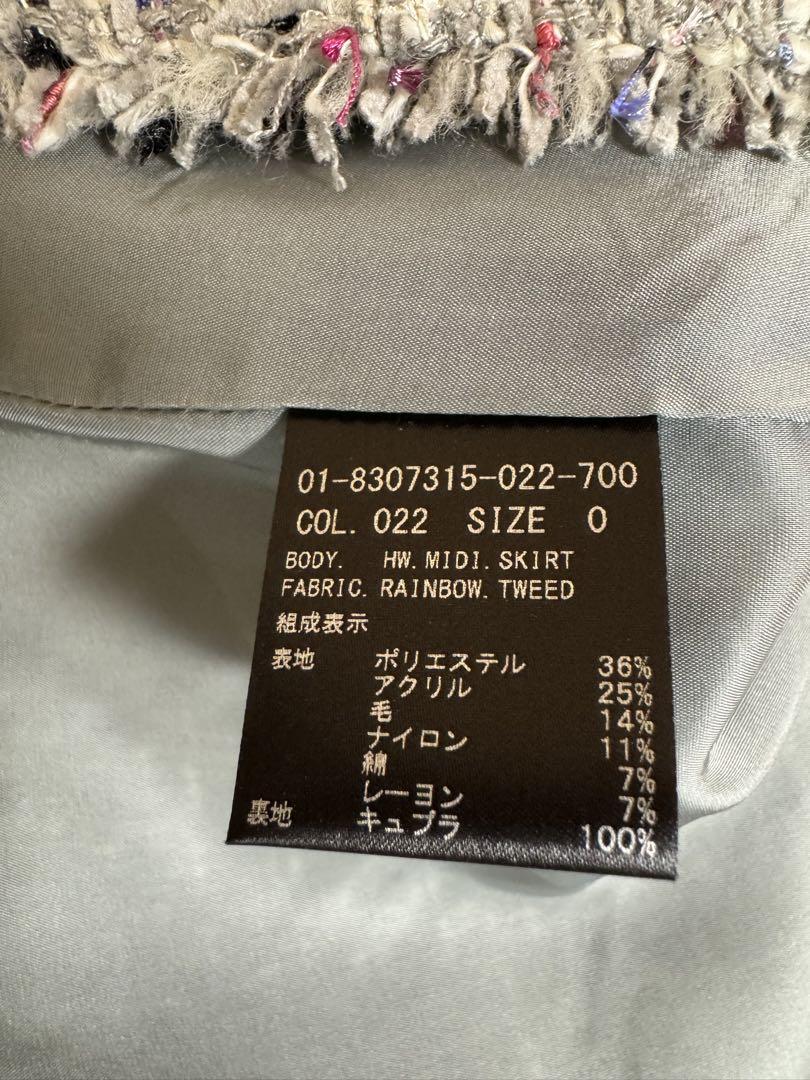 01-8307315-022-700
COL. 022 SIZE 0
BODY. HW. MIDI. SKIRT
FABRIC. RAINBOW. TWEED
組成表示
表地 ポリエステル 36%
アクリル 25%
毛 14%
ナイロン 11%
綿 7%
レーヨン 7%
裏地 キュプラ 100%